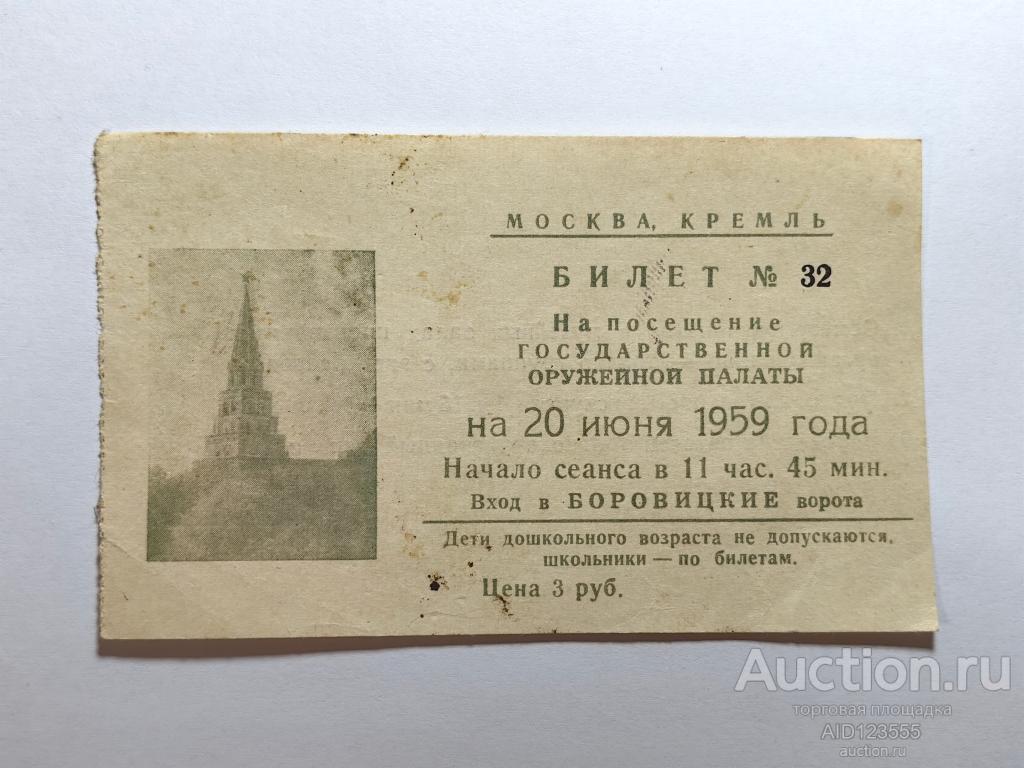 МОСКВА, КРЕМЛЬ
БИЛЕТ № 32
На посещение
ГОСУДАРСТВЕННОЙ
ОРУЖЕЙНОЙ ПАЛАТЫ
на 20 июня 1959 года
Начало сеанса в 11 час. 45 мин.
Вход в БОРОВИЦКИЕ ворота
Дети дошкольного возраста не допускаются,
школьники — по билетам.
Цена 3 руб.
Auction.ru
торговая площадка
AID123555
auction.ru